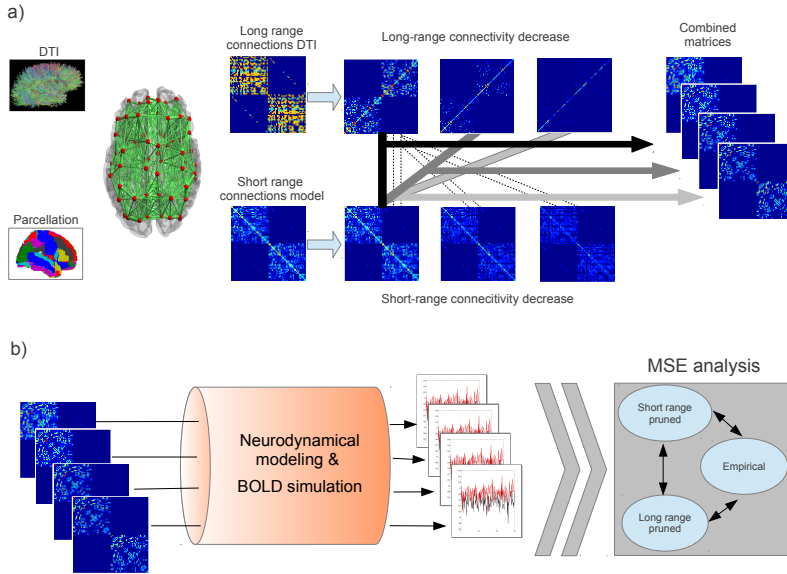 a)
DTI
Long range
connections DTI
Long-range connectivity decrease
Combined
matrices
Short range
connections model
Parcellation
Short-range connecitivity decrease
b)
MSE analysis
Neurodynamical
modeling &
BOLD simulation
Short range
pruned
Empirical
Long range
pruned